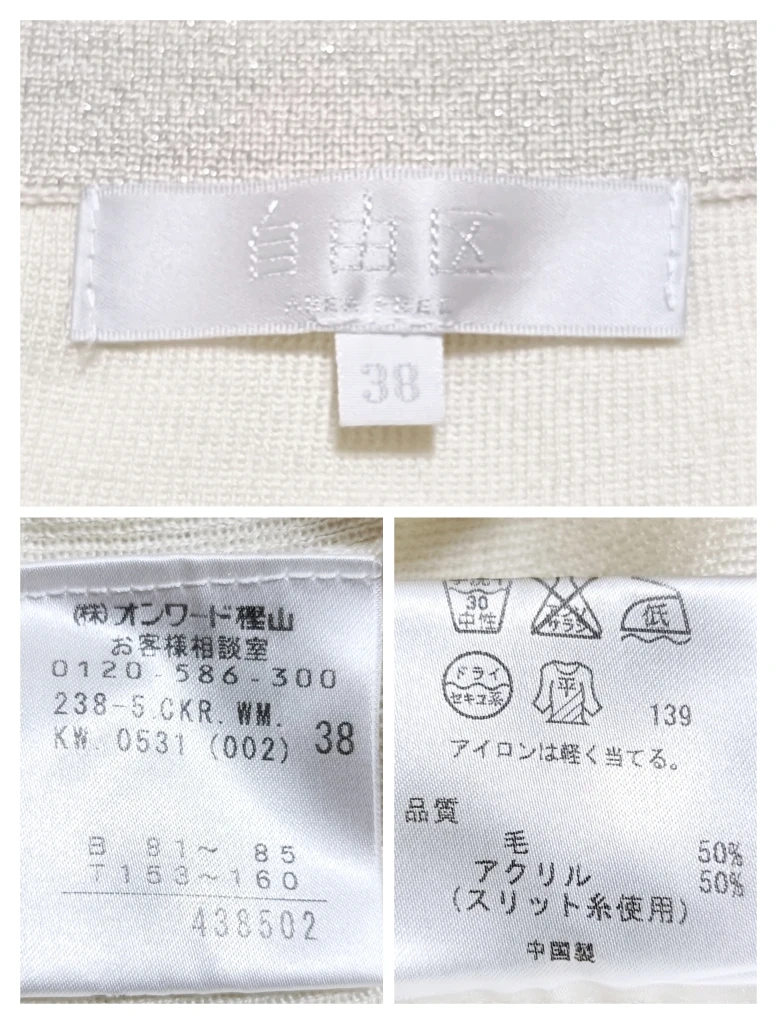 自由区
38
㈱オンワード樫山
お客様相談室
0120-586-300
238-5.CKR.WM.
KW.0531 (002) 38
B 81~ 85
T153~160
438502
30
中性
サラシ
低
ドライ
セキユ系
平
139
アイロンは軽く当てる。
品質
毛 50%
アクリル 50%
(スリット糸使用)
中国製